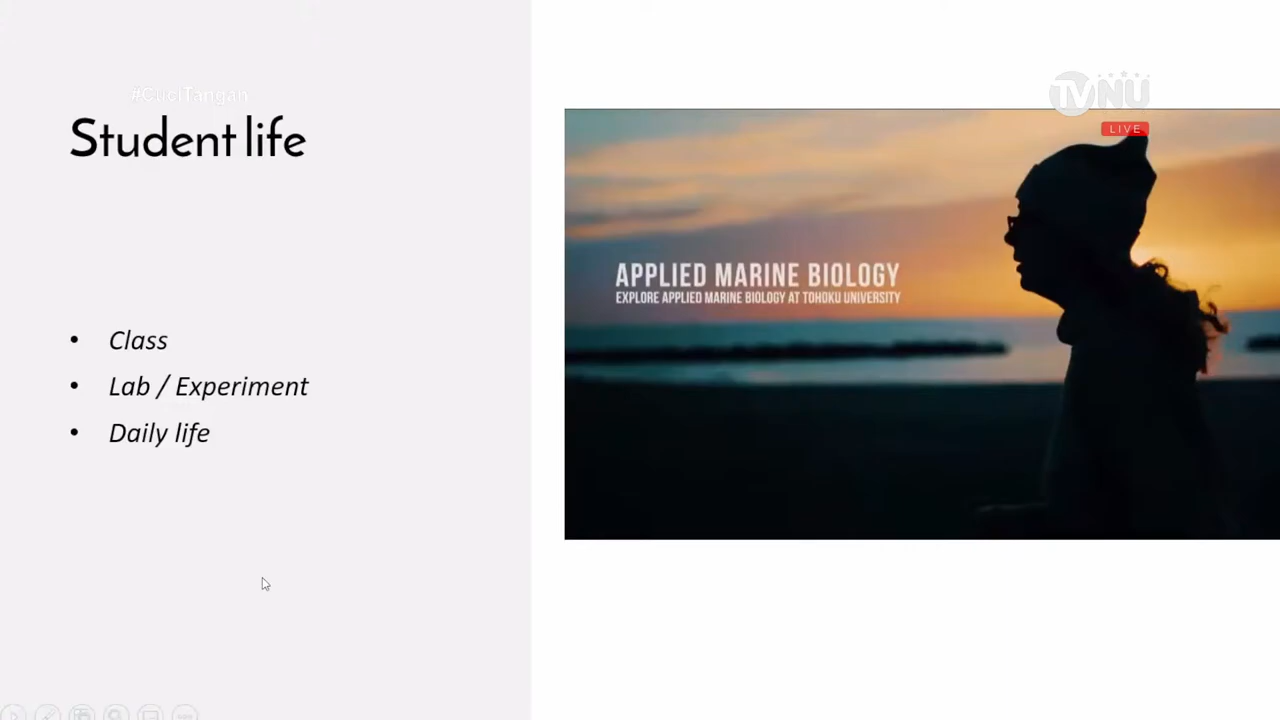 #CuciTangan
Student life
• Class
• Lab / Experiment
• Daily life
TVNU
LIVE
APPLIED MARINE BIOLOGY
EXPLORE APPLIED MARINE BIOLOGY AT TOHOKU UNIVERSITY